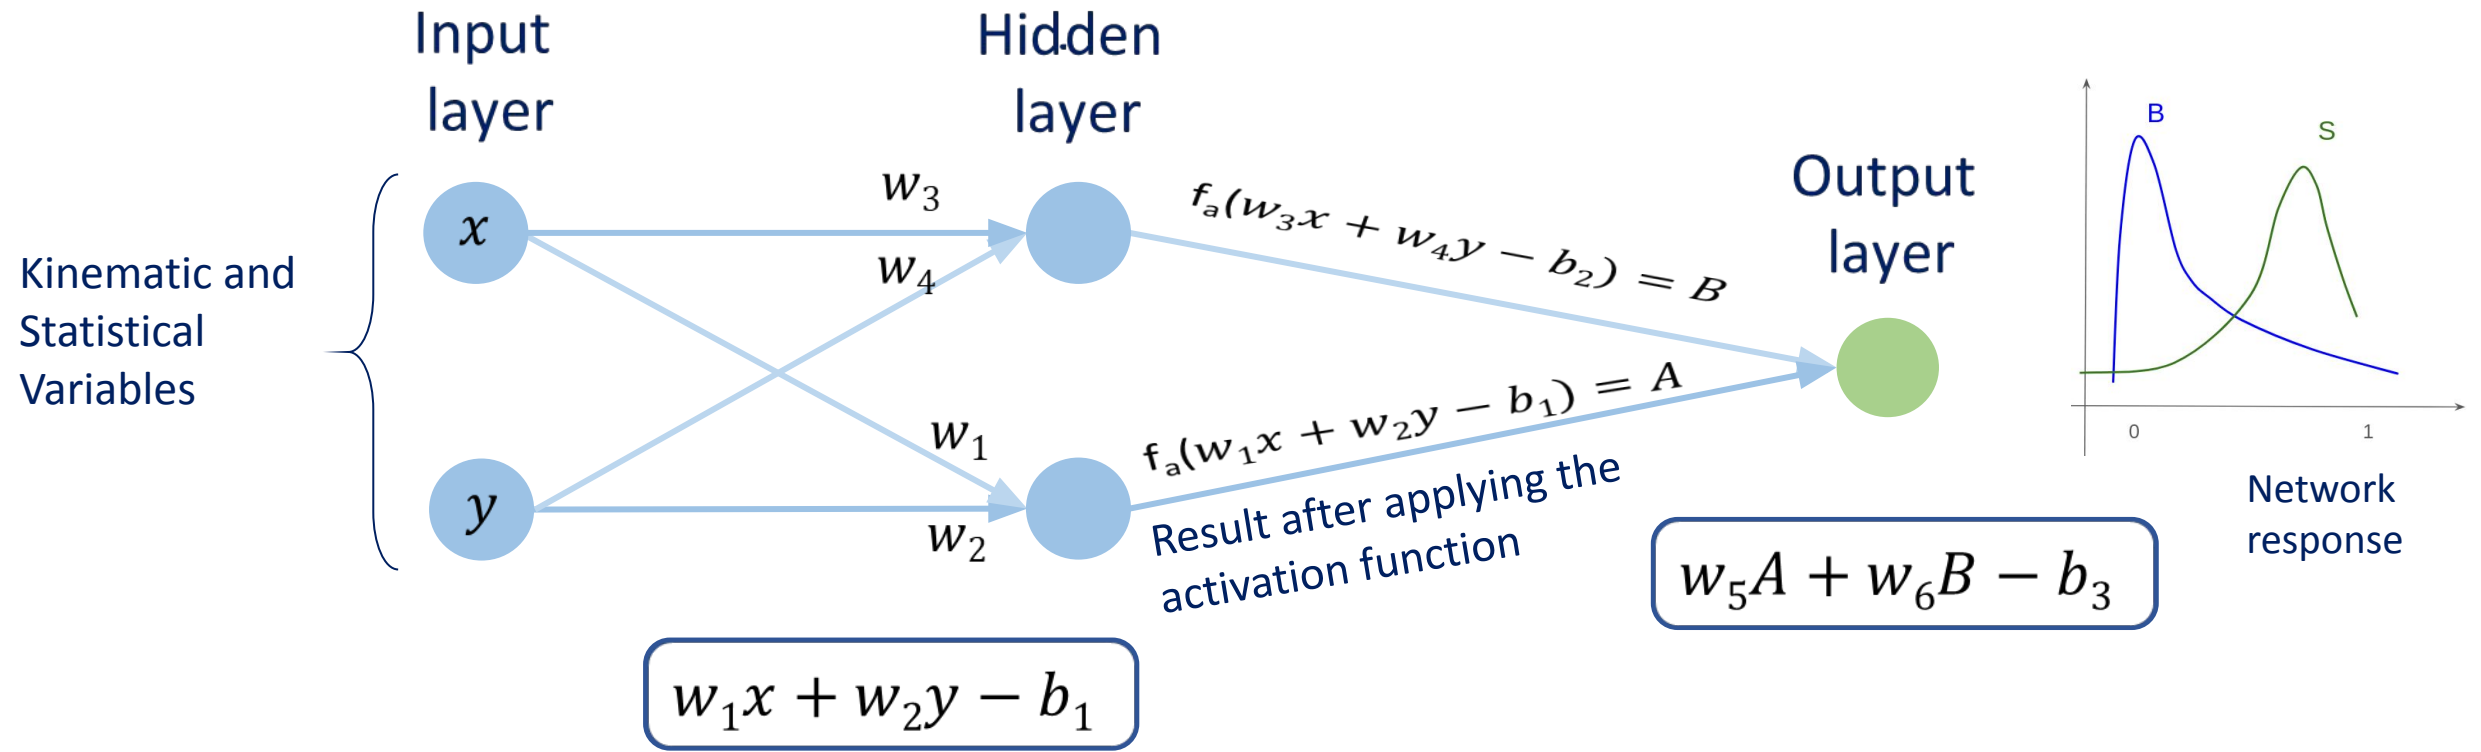 Input
layer
Hidden
layer
Output
layer
Kinematic and
Statistical
Variables
x
y
w₃
w₄
w₁
w₂
fₐ(w₃x + w₄y − b₂) = B
fₐ(w₁x + w₂y − b₁) = A
Result after applying the
activation function
w₁x + w₂y − b₁
w₅A + w₆B − b₃
B
S
0
1
Network
response